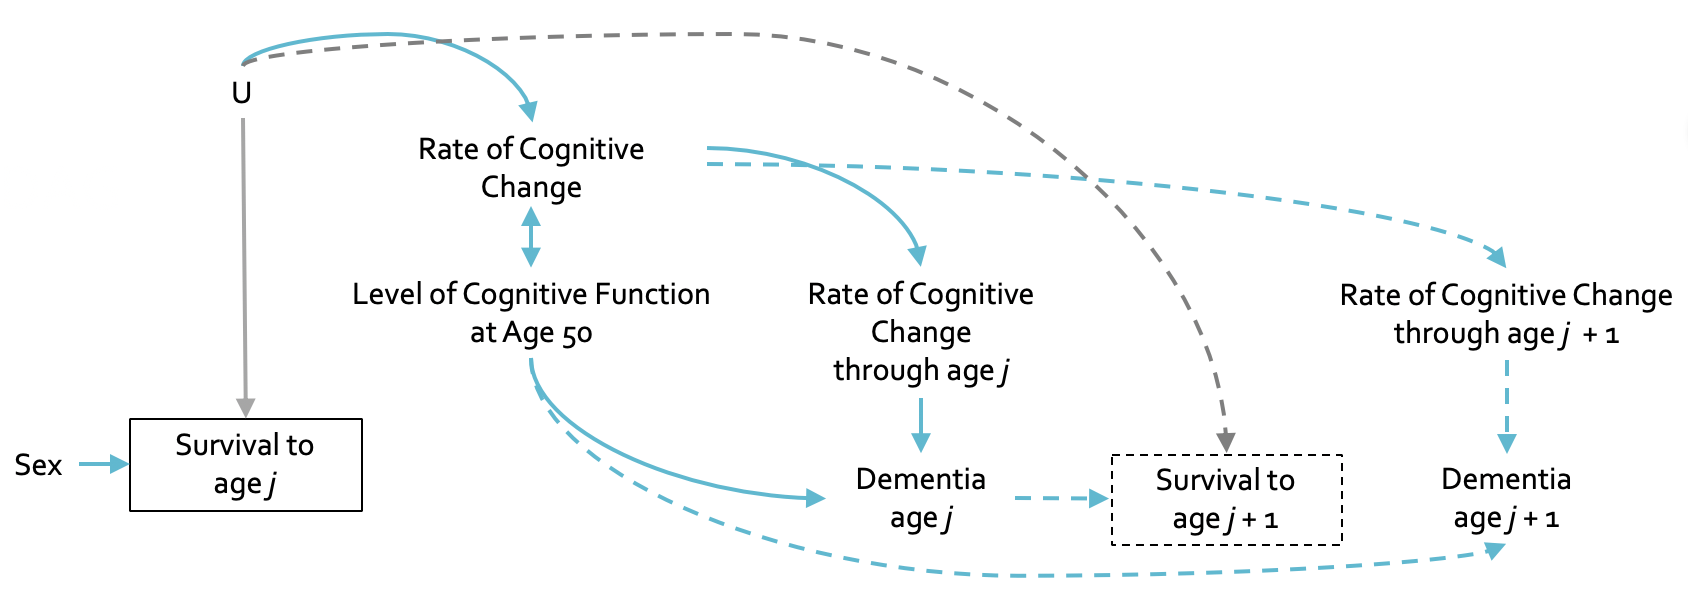 U
Rate of Cognitive
Change
Level of Cognitive Function
at Age 50
Rate of Cognitive
Change
through age j
Rate of Cognitive Change
through age j + 1
Sex
Survival to
age j
Dementia
age j
Survival to
age j + 1
Dementia
age j + 1